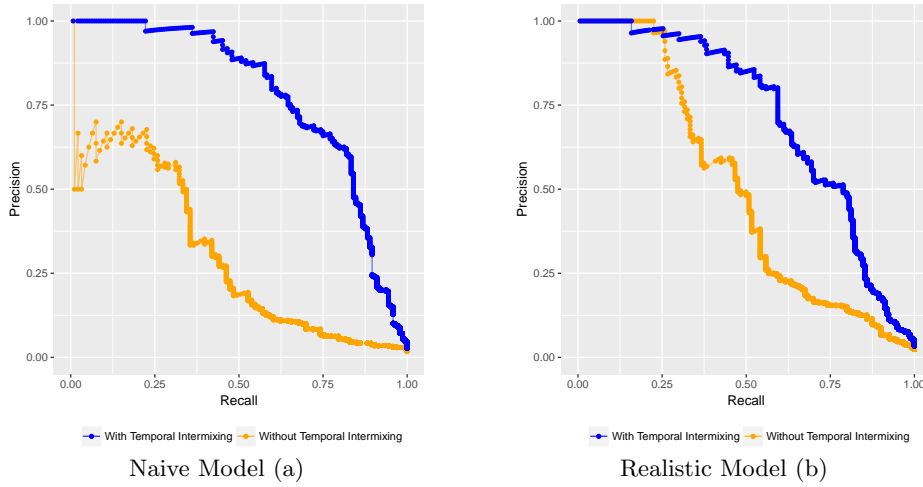 1.00
0.75
0.50
0.25
0.00
Precision
0.00 0.25 0.50 0.75 1.00
Recall
With Temporal Intermixing Without Temporal Intermixing
Naive Model (a)
1.00
0.75
0.50
0.25
0.00
Precision
0.00 0.25 0.50 0.75 1.00
Recall
With Temporal Intermixing Without Temporal Intermixing
Realistic Model (b)